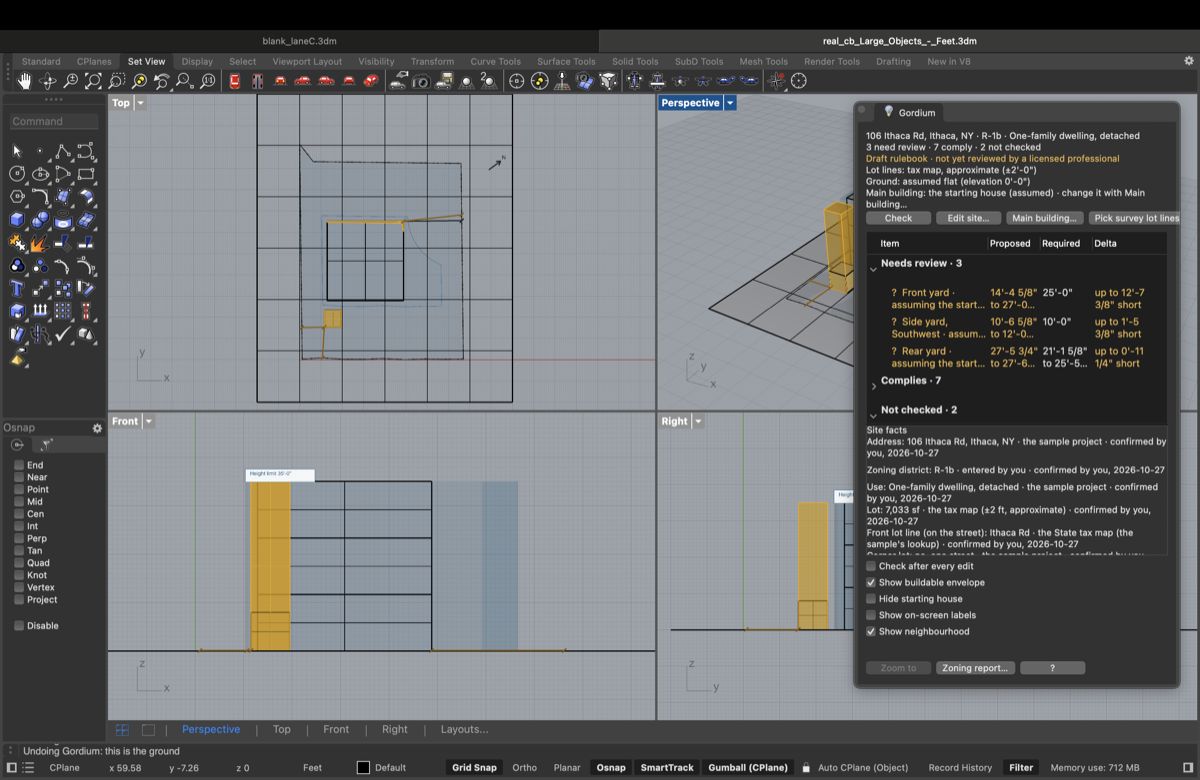 blank_laneC.3dm
real_cb_Large_Objects_-_Feet.3dm
Standard CPlanes Set View Display Select Viewport Layout Visibility Transform Curve Tools Surface Tools Solid Tools SubD Tools Mesh Tools Render Tools Drafting New in V8
Command
Top
N
y
x
Perspective
z
y
x
Front
Height limit 35'-0"
z
x
Right
Height
z
y
Gordium
106 Ithaca Rd, Ithaca, NY · R-1b · One-family dwelling, detached
3 need review · 7 comply · 2 not checked
Draft rulebook · not yet reviewed by a licensed professional
Lot lines: tax map, approximate (±2'-0")
Ground: assumed flat (elevation 0'-0")
Main building: the starting house (assumed) · change it with Main
building...
Check Edit site... Main building... Pick survey lot lines
Item Proposed Required Delta
Needs review · 3
? Front yard · 14'-4 5/8" 25'-0" up to 12'-7
assuming the start... to 27'-0... 3/8" short
? Side yard, 10'-6 5/8" 10'-0" up to 1'-5
Southwest · assum... to 12'-0... 3/8" short
? Rear yard · 27'-5 3/4" 21'-1 5/8" up to 0'-11
assuming the start... to 27'-6... to 25'-5... 1/4" short
Complies · 7
Not checked · 2
Site facts
Address: 106 Ithaca Rd, Ithaca, NY · the sample project · confirmed by
you, 2026-10-27
Zoning district: R-1b · entered by you · confirmed by you, 2026-10-27
Use: One-family dwelling, detached · the sample project · confirmed
by you, 2026-10-27
Lot: 7,033 sf · the tax map (±2 ft, approximate) · confirmed by you,
2026-10-27
Front lot line (on the street): Ithaca Rd · the State tax map (the
sample's lookup) · confirmed by you, 2026-10-27
Check after every edit
Show buildable envelope
Hide starting house
Show on-screen labels
Show neighbourhood
Zoom to Zoning report... ?
Osnap
End
Near
Point
Mid
Cen
Int
Perp
Tan
Quad
Knot
Vertex
Project
Disable
Perspective Top Front Right Layouts...
Undoing Gordium: this is the ground
CPlane x 59.58 y -7.26 z 0 Feet Default Grid Snap Ortho Planar Osnap SmartTrack Gumball (CPlane) Auto CPlane (Object) Record History Filter Memory use: 712 MB